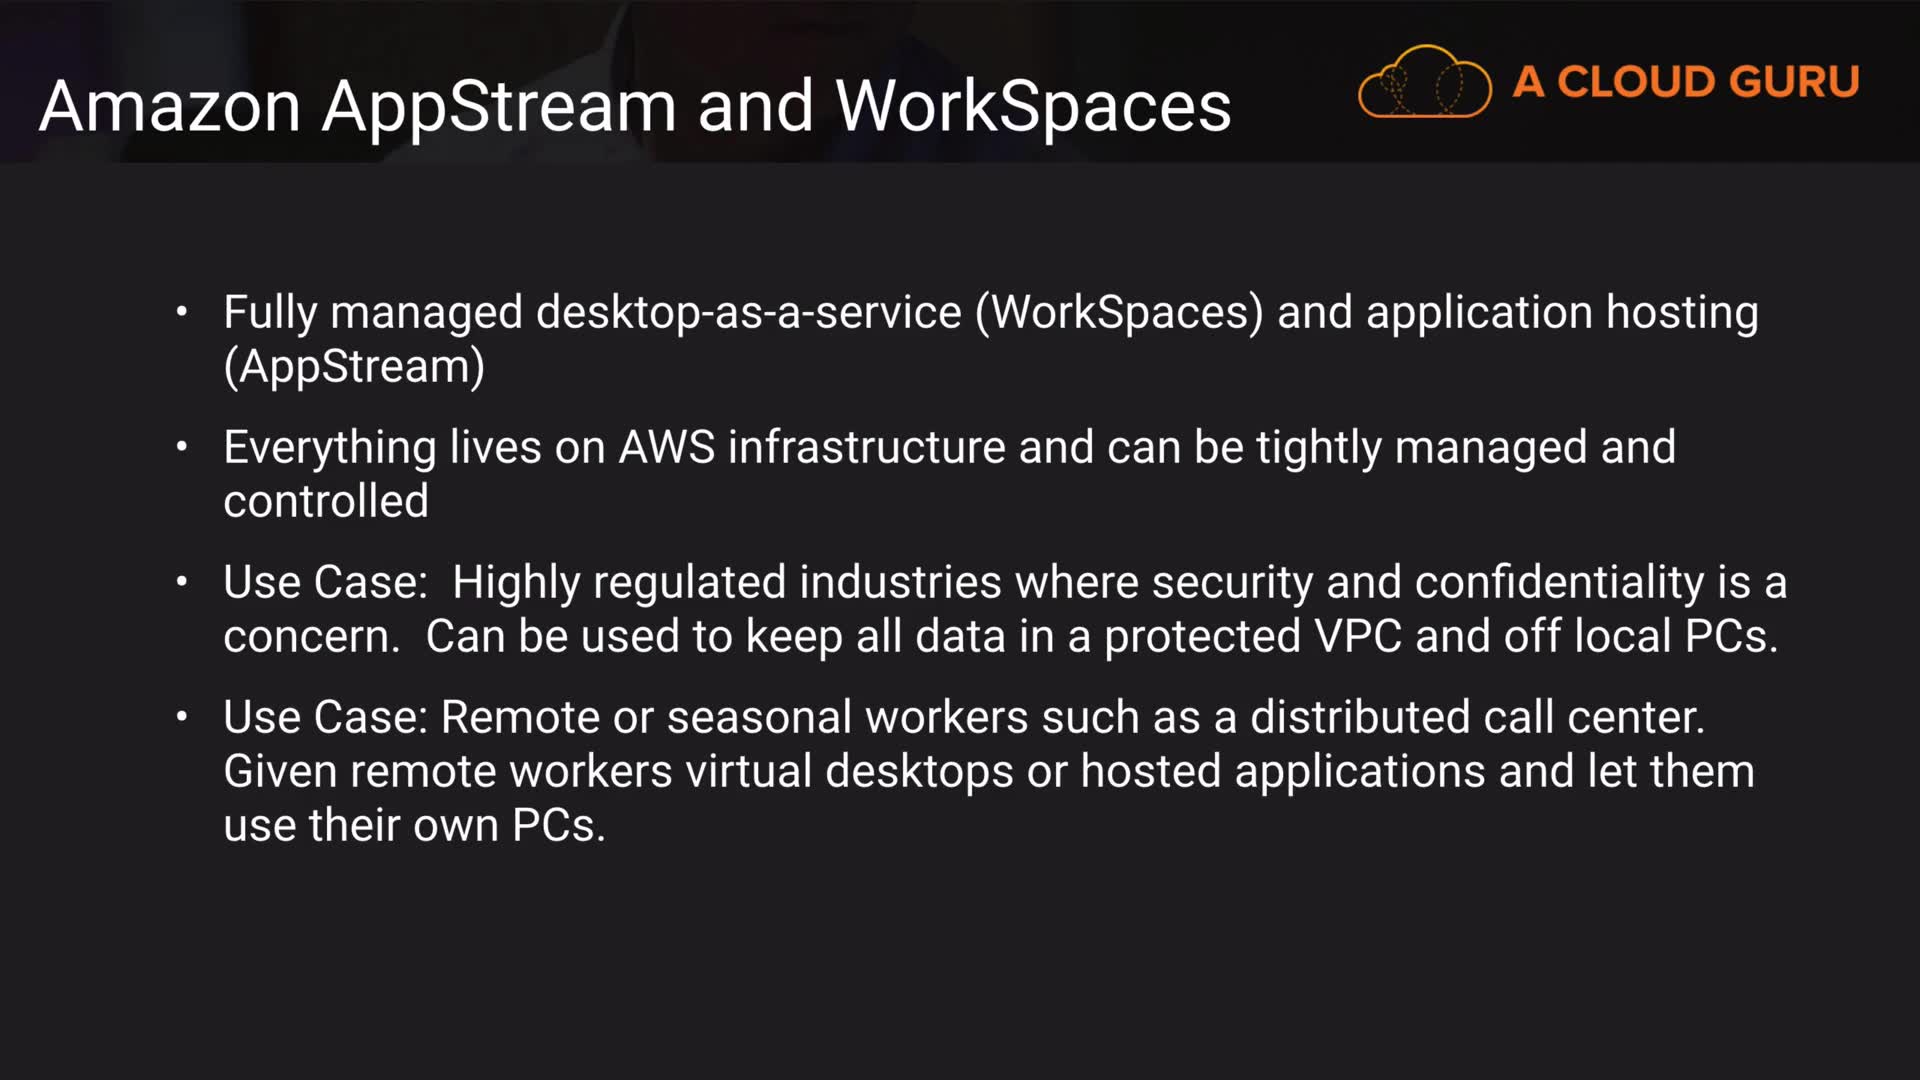 Amazon AppStream and WorkSpaces
A CLOUD GURU
• Fully managed desktop-as-a-service (WorkSpaces) and application hosting
(AppStream)
• Everything lives on AWS infrastructure and can be tightly managed and
controlled
• Use Case:  Highly regulated industries where security and confidentiality is a
concern.  Can be used to keep all data in a protected VPC and off local PCs.
• Use Case: Remote or seasonal workers such as a distributed call center.
Given remote workers virtual desktops or hosted applications and let them
use their own PCs.